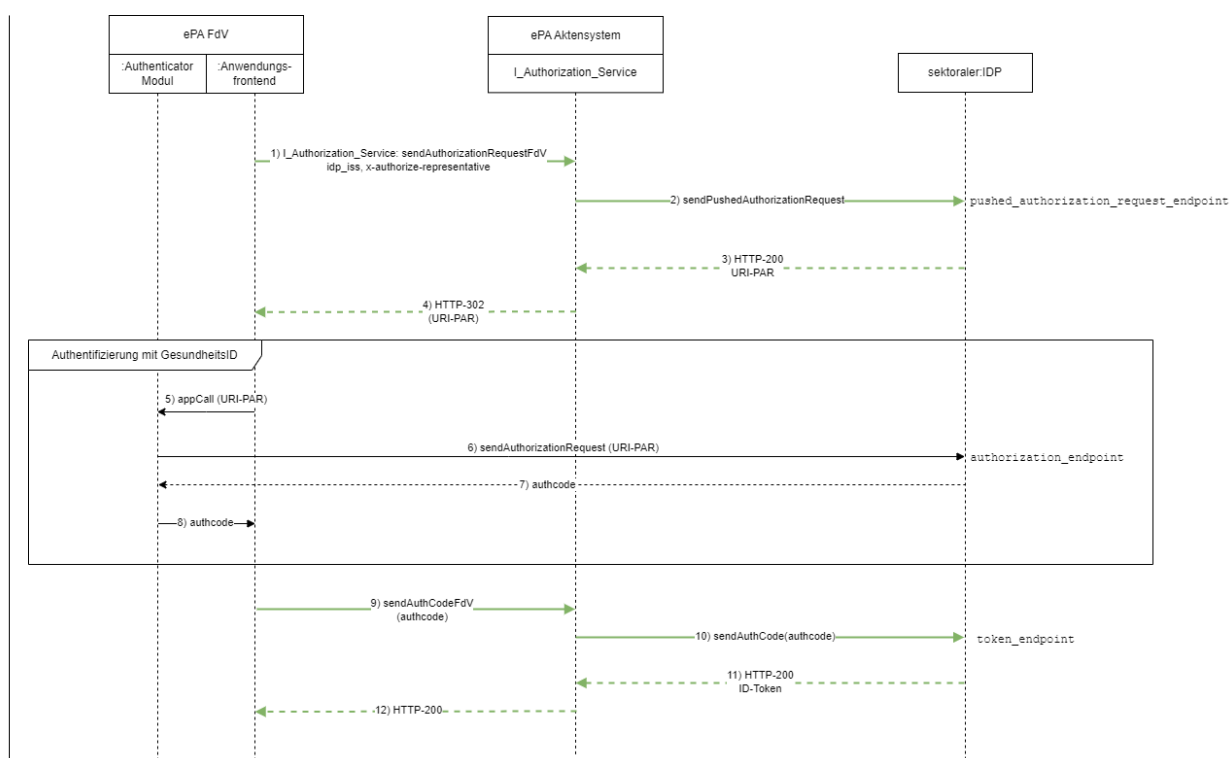 ePA FdV
ePA Aktensystem
:Authenticator
Modul
:Anwendungs-
frontend
I_Authorization_Service
sektoraler:IDP
1) I_Authorization_Service: sendAuthorizationRequestFdV
idp_iss, x-authorize-representative
2) sendPushedAuthorizationRequest
pushed_authorization_request_endpoint
3) HTTP-200
URI-PAR
4) HTTP-302
(URI-PAR)
Authentifizierung mit GesundheitsID
5) appCall (URI-PAR)
6) sendAuthorizationRequest (URI-PAR)
authorization_endpoint
7) authcode
8) authcode
9) sendAuthCodeFdV
(authcode)
10) sendAuthCode(authcode)
token_endpoint
11) HTTP-200
ID-Token
12) HTTP-200